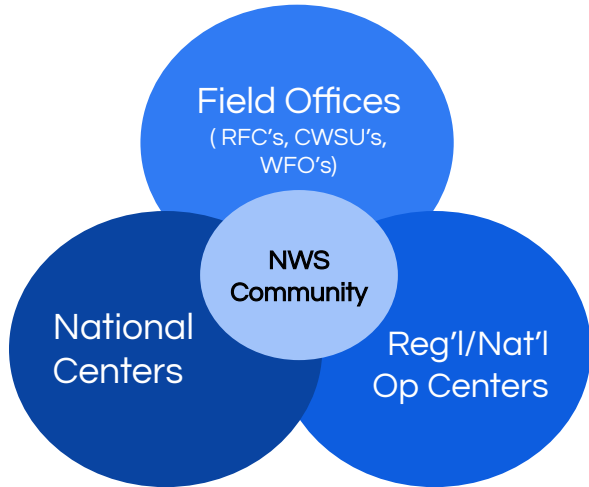 Field Offices
( RFC's, CWSU's,
WFO's)
NWS
Community
National
Centers
Reg'l/Nat'l
Op Centers